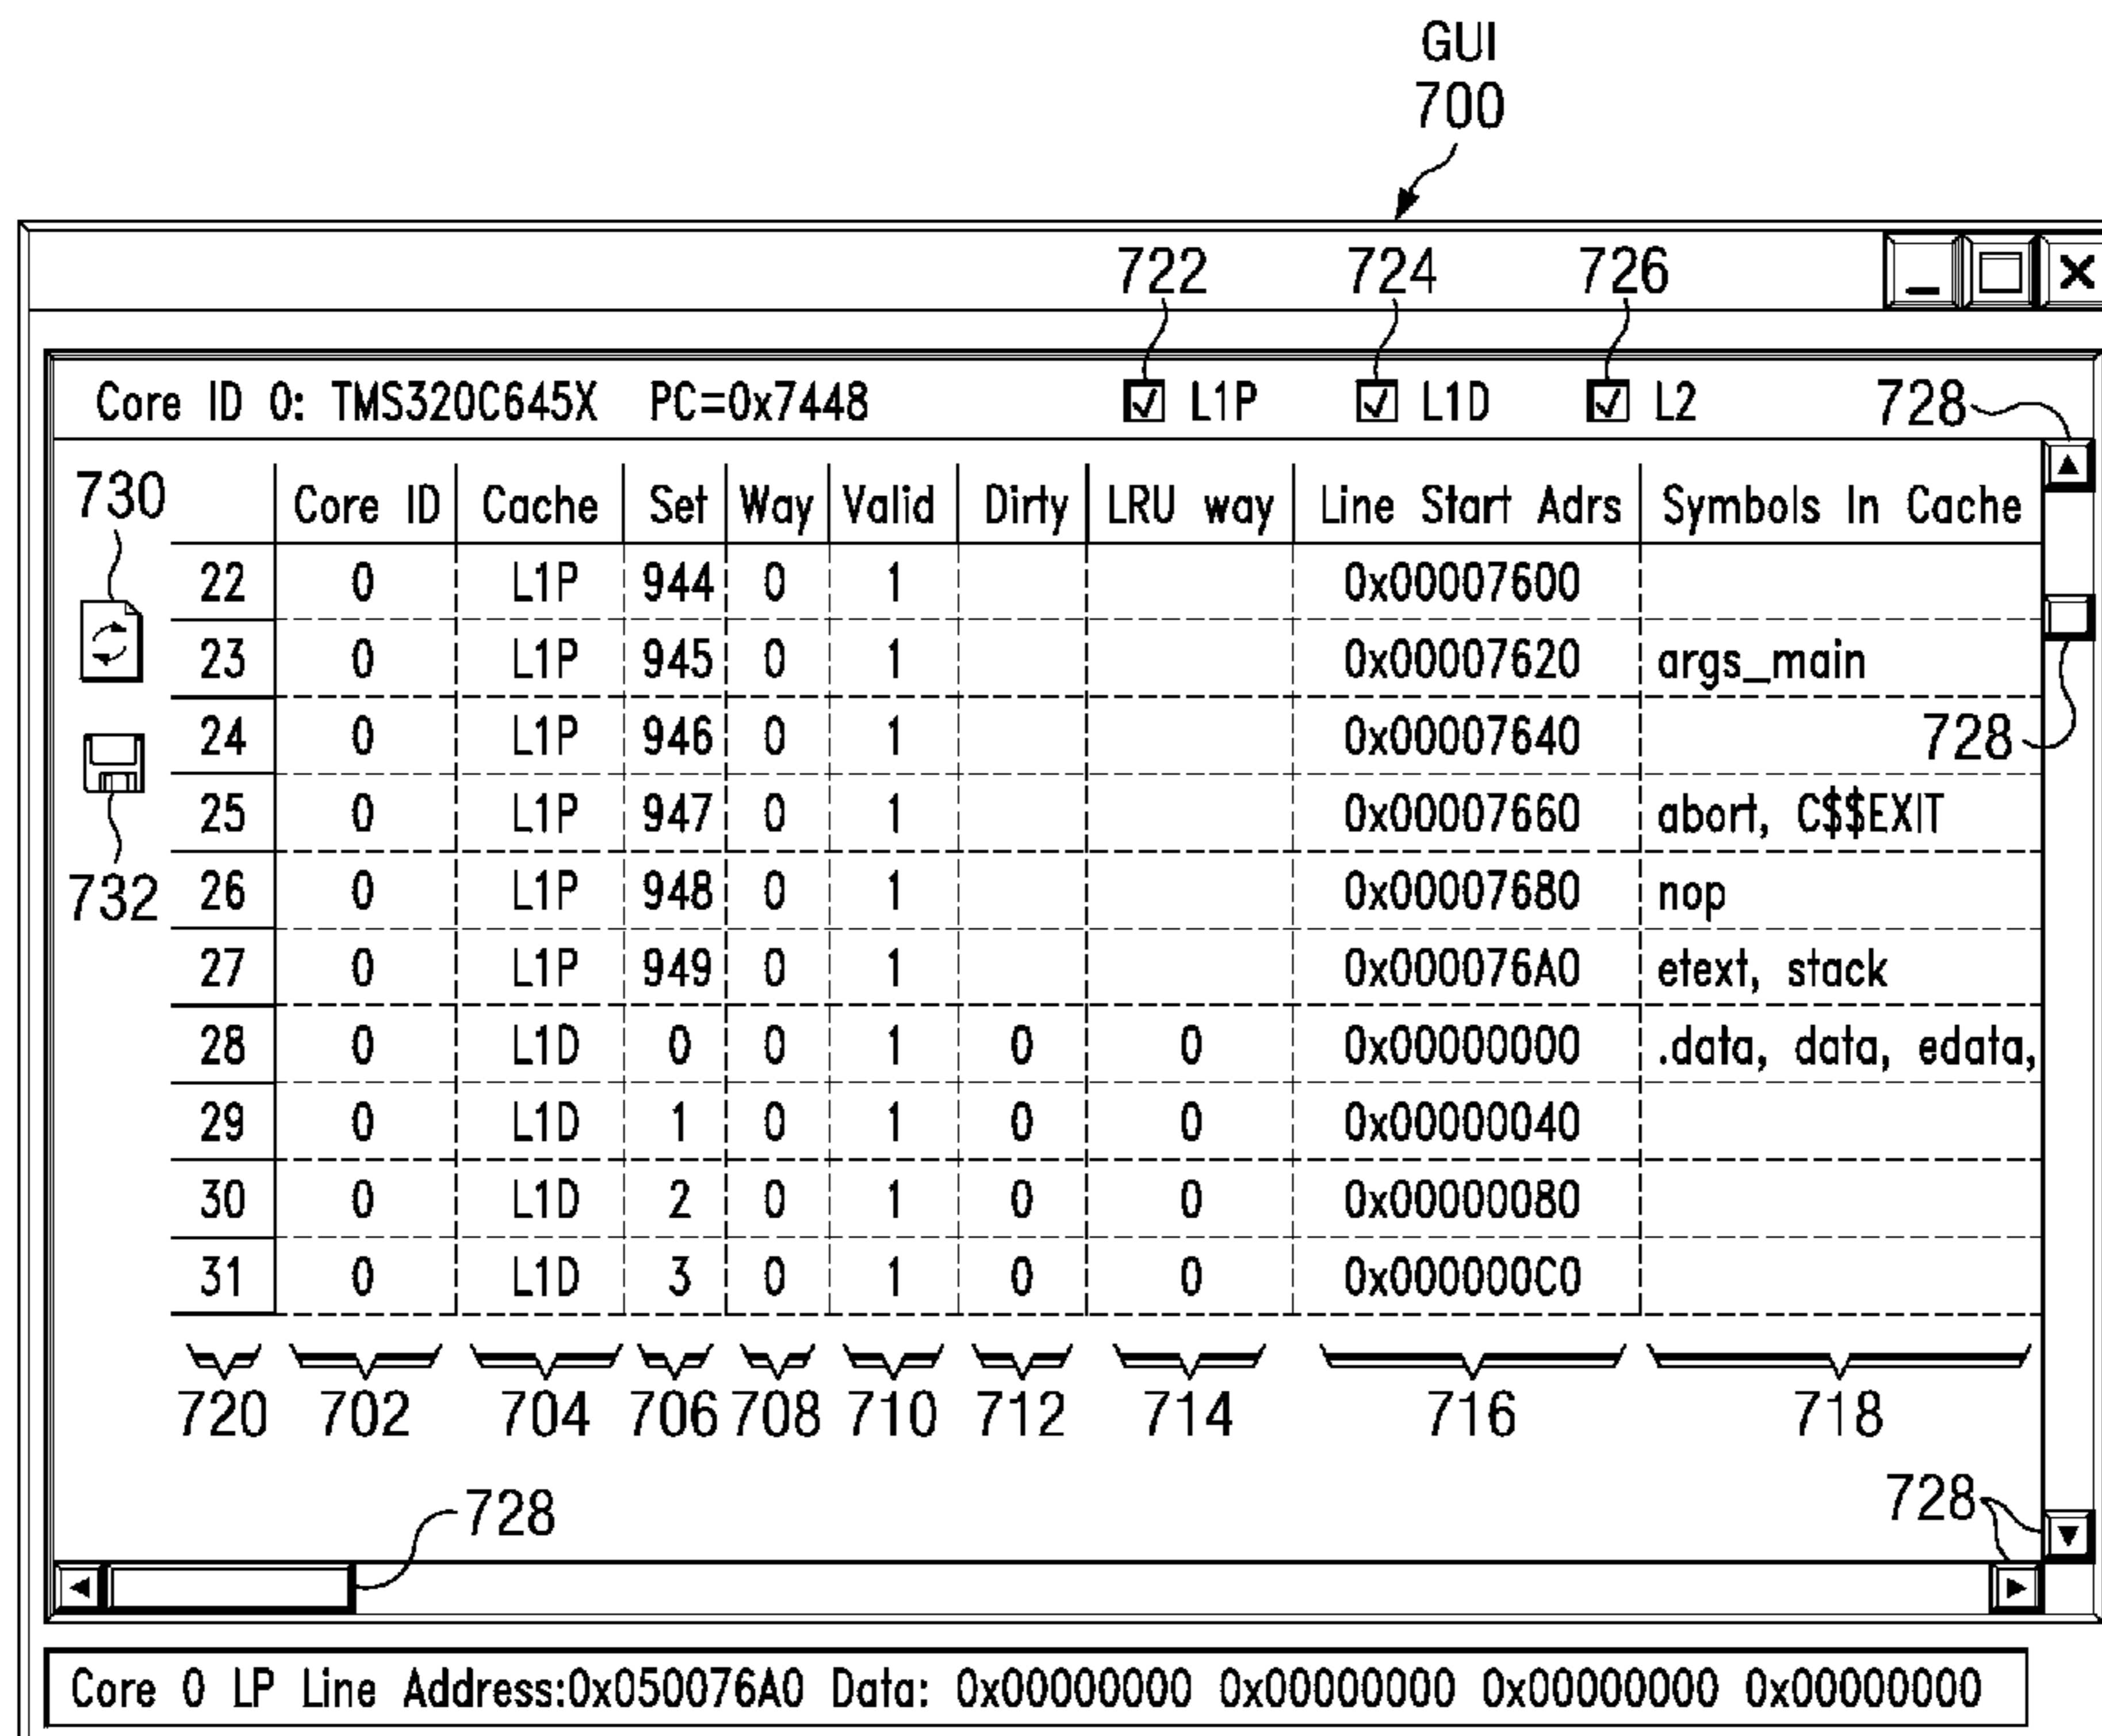 GUI
700
722 724 726
Core ID 0: TMS320C645X PC=0x7448 L1P L1D L2 728
730 Core ID Cache Set Way Valid Dirty LRU way Line Start Adrs Symbols In Cache
22 0 L1P 944 0 1 0x00007600
23 0 L1P 945 0 1 0x00007620 args_main
24 0 L1P 946 0 1 0x00007640 728
25 0 L1P 947 0 1 0x00007660 abort, C$$EXIT
732 26 0 L1P 948 0 1 0x00007680 nop
27 0 L1P 949 0 1 0x000076A0 etext, stack
28 0 L1D 0 0 1 0 0 0x00000000 .data, data, edata,
29 0 L1D 1 0 1 0 0 0x00000040
30 0 L1D 2 0 1 0 0 0x00000080
31 0 L1D 3 0 1 0 0 0x000000C0
720 702 704 706 708 710 712 714 716 718
728 728
Core 0 LP Line Address:0x050076A0 Data: 0x00000000 0x00000000 0x00000000 0x00000000